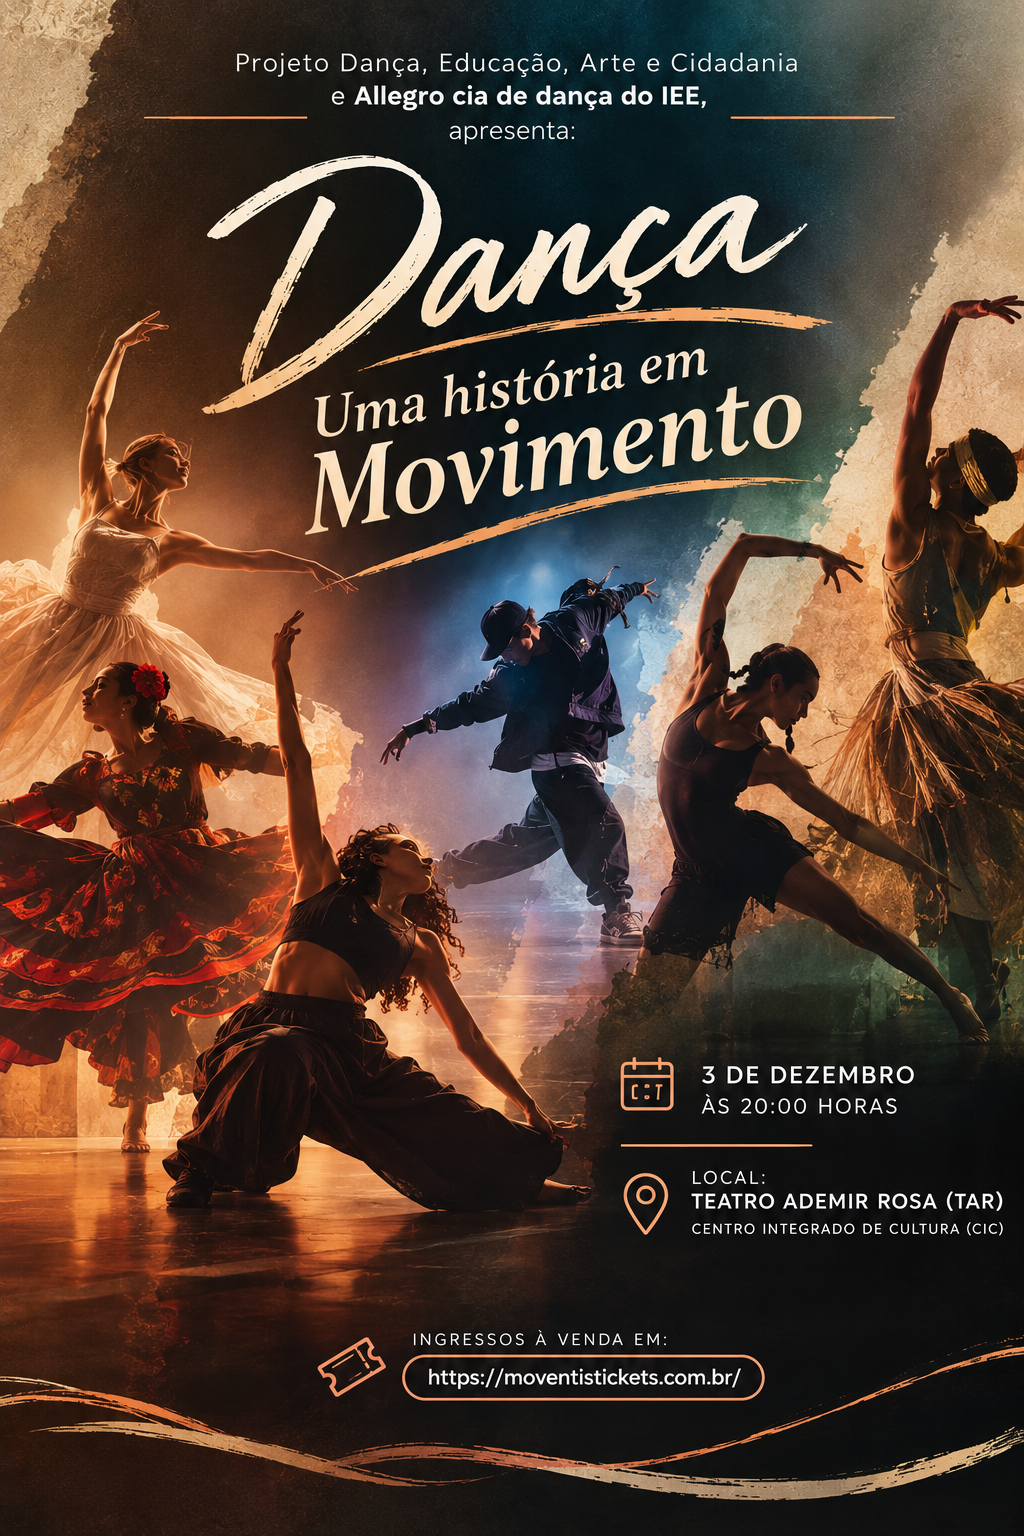 Projeto Dança, Educação, Arte e Cidadania
e Allegro cia de dança do IEE,
apresenta:
Dança
Uma história em
Movimento
3 DE DEZEMBRO
ÀS 20:00 HORAS
LOCAL:
TEATRO ADEMIR ROSA (TAR)
CENTRO INTEGRADO DE CULTURA (CIC)
INGRESSOS À VENDA EM:
https://moventistickets.com.br/